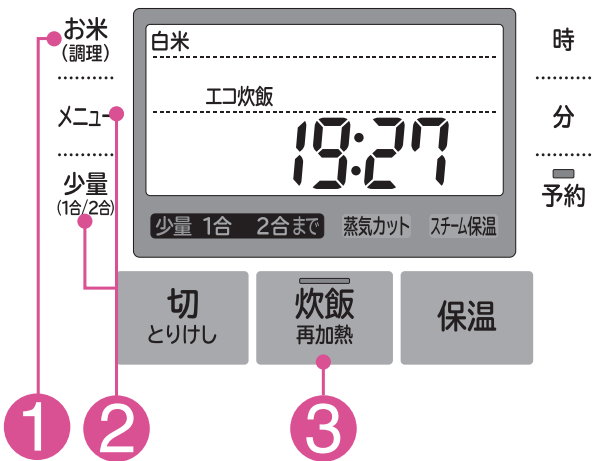 お米
(調理)
メニュー
少量
(1合/2合)
白米
エコ炊飯
19:27
少量 1合 2合まで 蒸気カット スチーム保温
時
分
予約
切
とりけし
炊飯
再加熱
保温
1
2
3